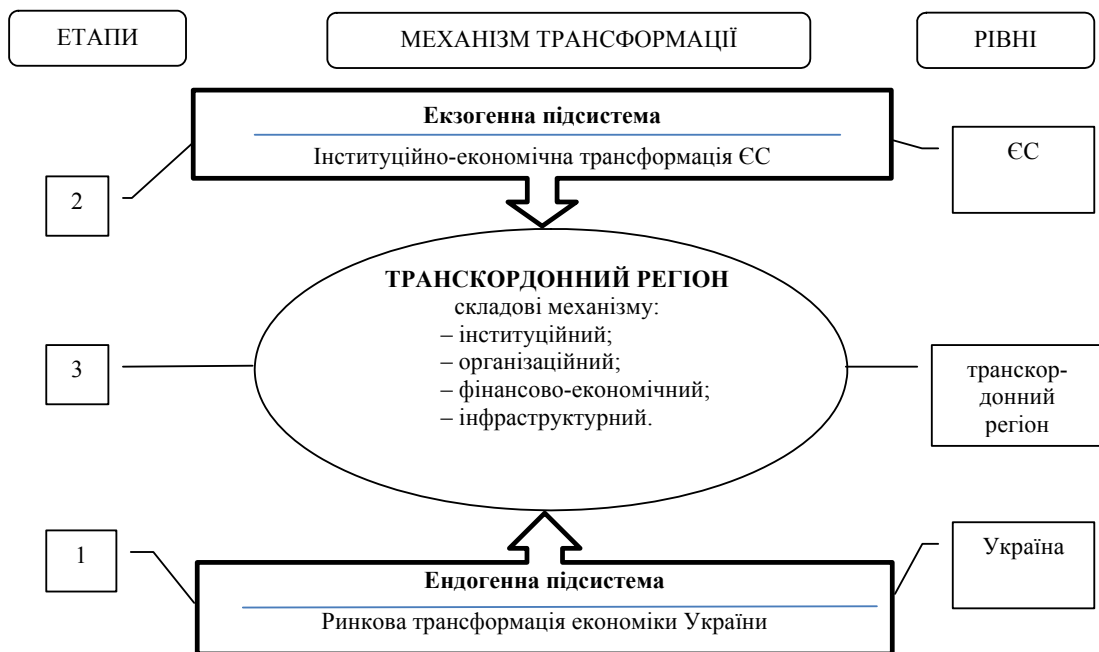 ЕТАПИ
МЕХАНІЗМ ТРАНСФОРМАЦІЇ
РІВНІ
Екзогенна підсистема
Інституційно-економічна трансформація ЄС
ЄС
2
ТРАНСКОРДОННИЙ РЕГІОН
складові механізму:
– інституційний;
– організаційний;
– фінансово-економічний;
– інфраструктурний.
3
транскор-
донний
регіон
1
Україна
Ендогенна підсистема
Ринкова трансформація економіки України